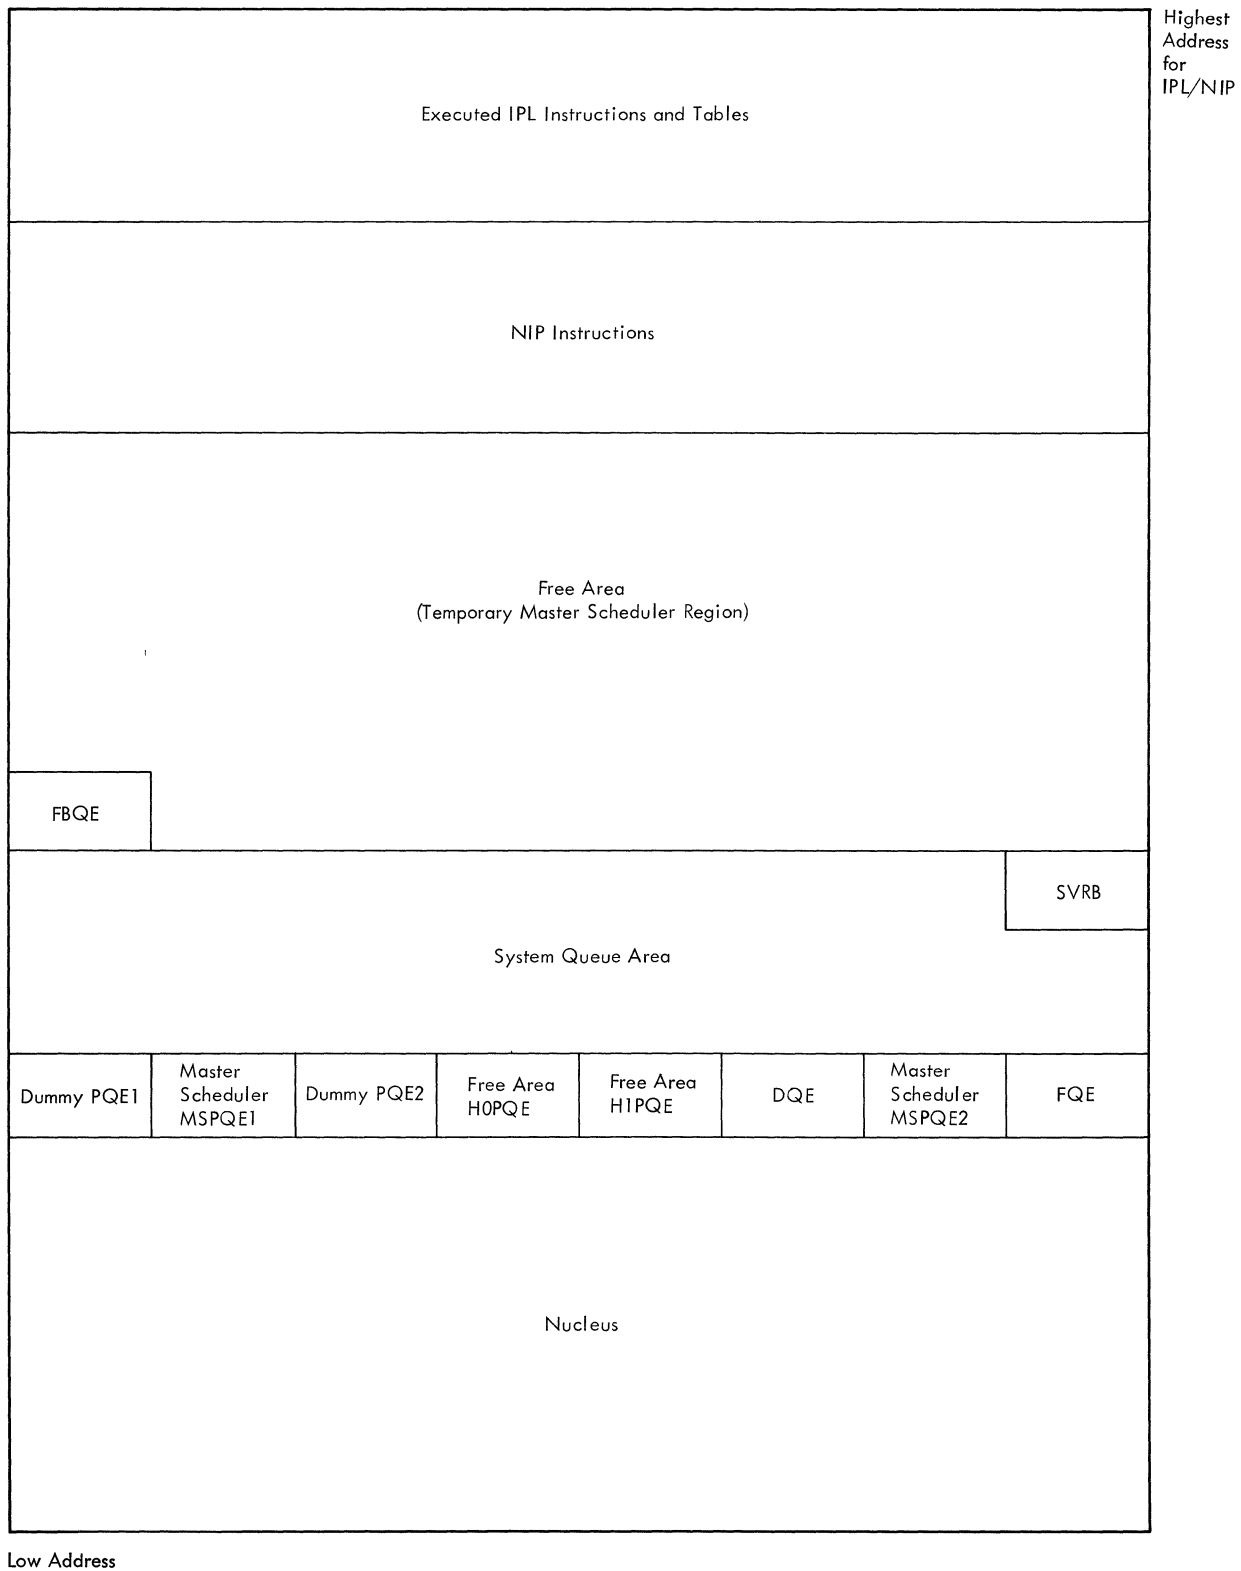 Highest
Address
for
IPL/NIP
Executed IPL Instructions and Tables
NIP Instructions
Free Area
(Temporary Master Scheduler Region)
FBQE
SVRB
System Queue Area
Dummy PQE1
Master
Scheduler
MSPQE1
Dummy PQE2
Free Area
H0PQE
Free Area
H1PQE
DQE
Master
Scheduler
MSPQE2
FQE
Nucleus
Low Address